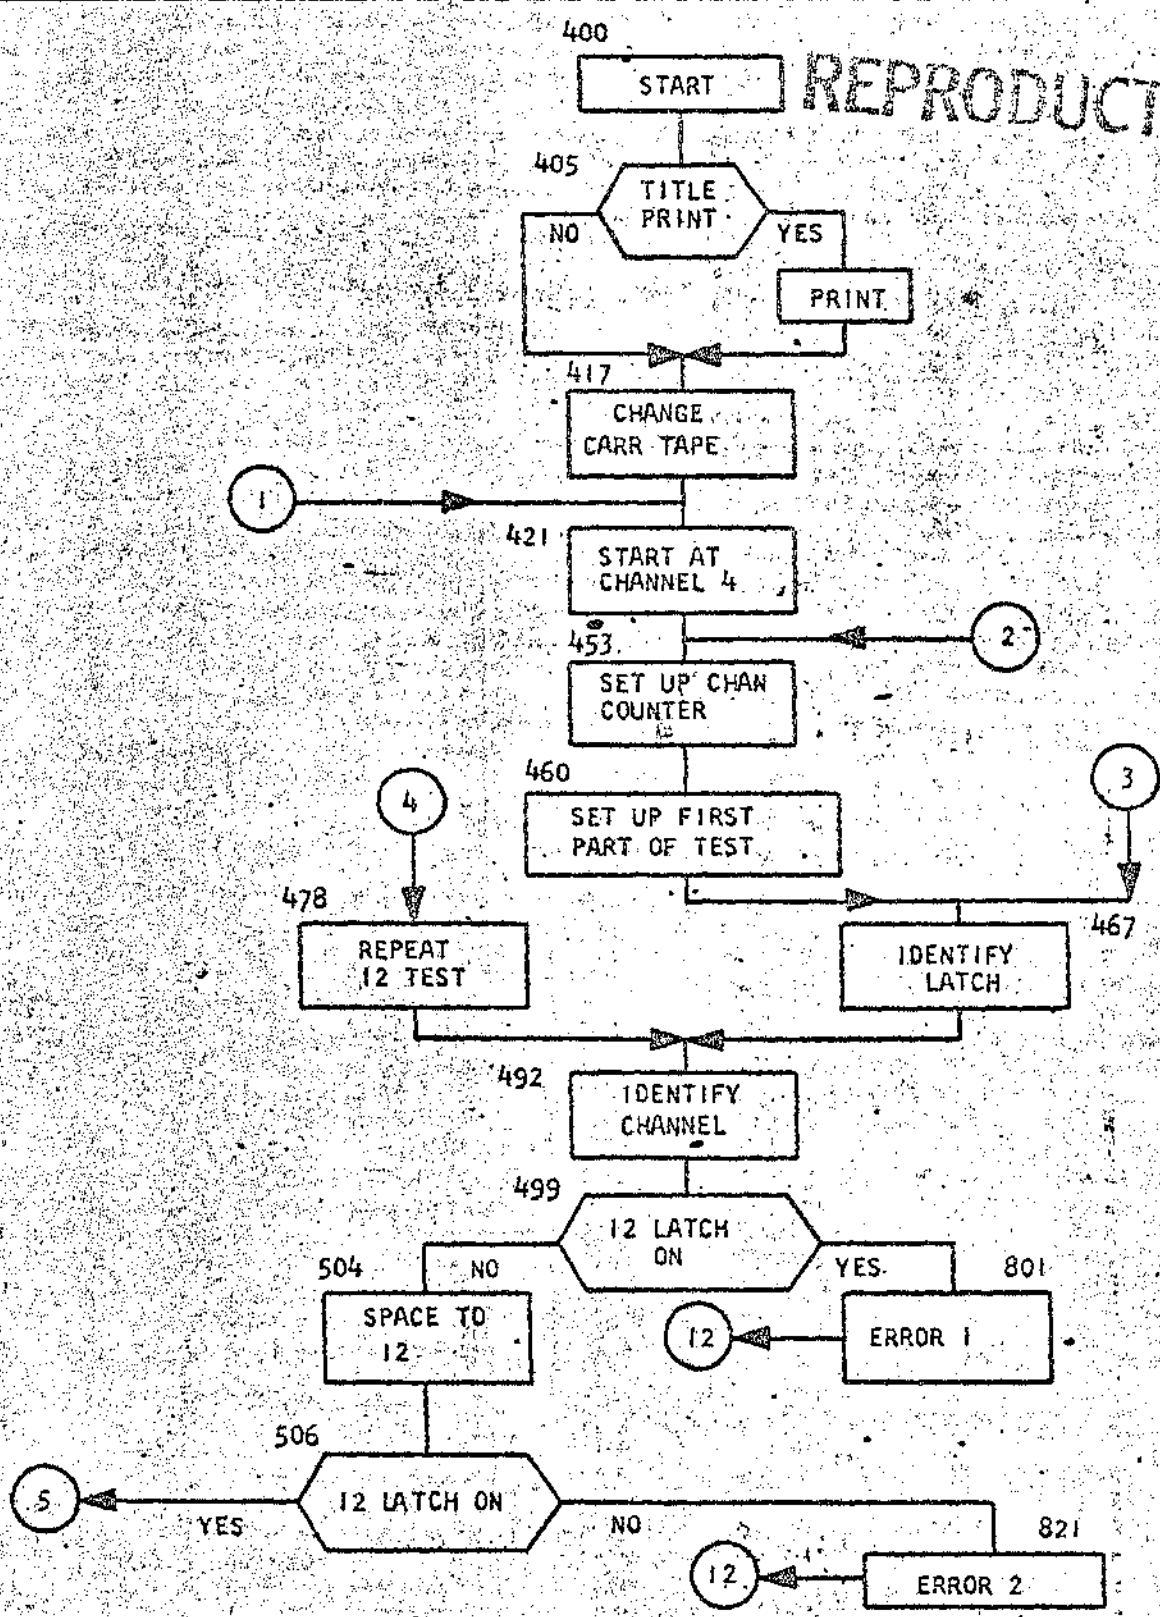 400
START
REPRODUCT
405
TITLE
PRINT
NO
YES
PRINT
417
CHANGE
CARR TAPE
1
421
START AT
CHANNEL 4
2
453
SET UP CHAN
COUNTER
3
460
4
SET UP FIRST
PART OF TEST
478
467
REPEAT
12 TEST
IDENTIFY
LATCH
492
IDENTIFY
CHANNEL
499
12 LATCH
ON
504
NO
YES
801
SPACE TO
12
12
ERROR 1
506
5
12 LATCH ON
YES
NO
821
12
ERROR 2